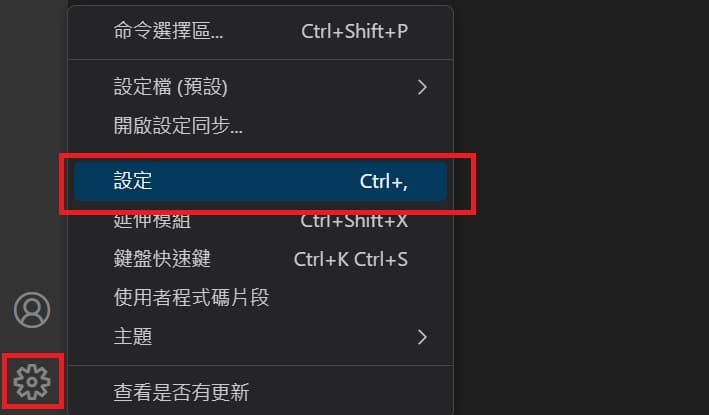 命令選擇區... Ctrl+Shift+P
設定檔 (預設)
開啟設定同步...
設定 Ctrl+,
延伸模組 Ctrl+Shift+X
鍵盤快速鍵 Ctrl+K Ctrl+S
使用者程式碼片段
主題
查看是否有更新